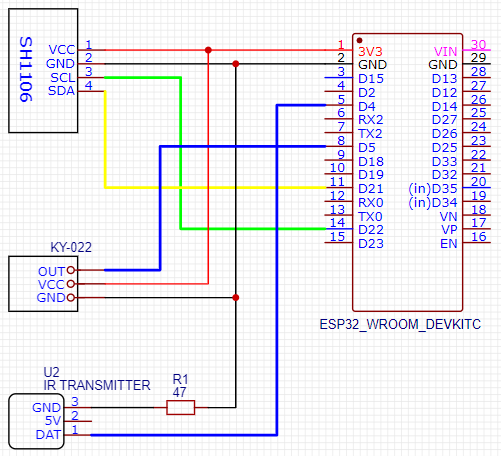 SH1106
VCC 1
GND 2
SCL 3
SDA 4
1 3V3
2 GND
3 D15
4 D2
5 D4
6 RX2
7 TX2
8 D5
9 D18
10 D19
11 D21
12 RX0
13 TX0
14 D22
15 D23
VIN 30
GND 29
D13 28
D12 27
D14 26
D27 25
D26 24
D25 23
D33 22
D32 21
(in)D35 20
(in)D34 19
VN 18
VP 17
EN 16
ESP32_WROOM_DEVKITC
KY-022
OUT
VCC
GND
U2
IR TRANSMITTER
GND 3
5V 2
DAT 1
R1
47